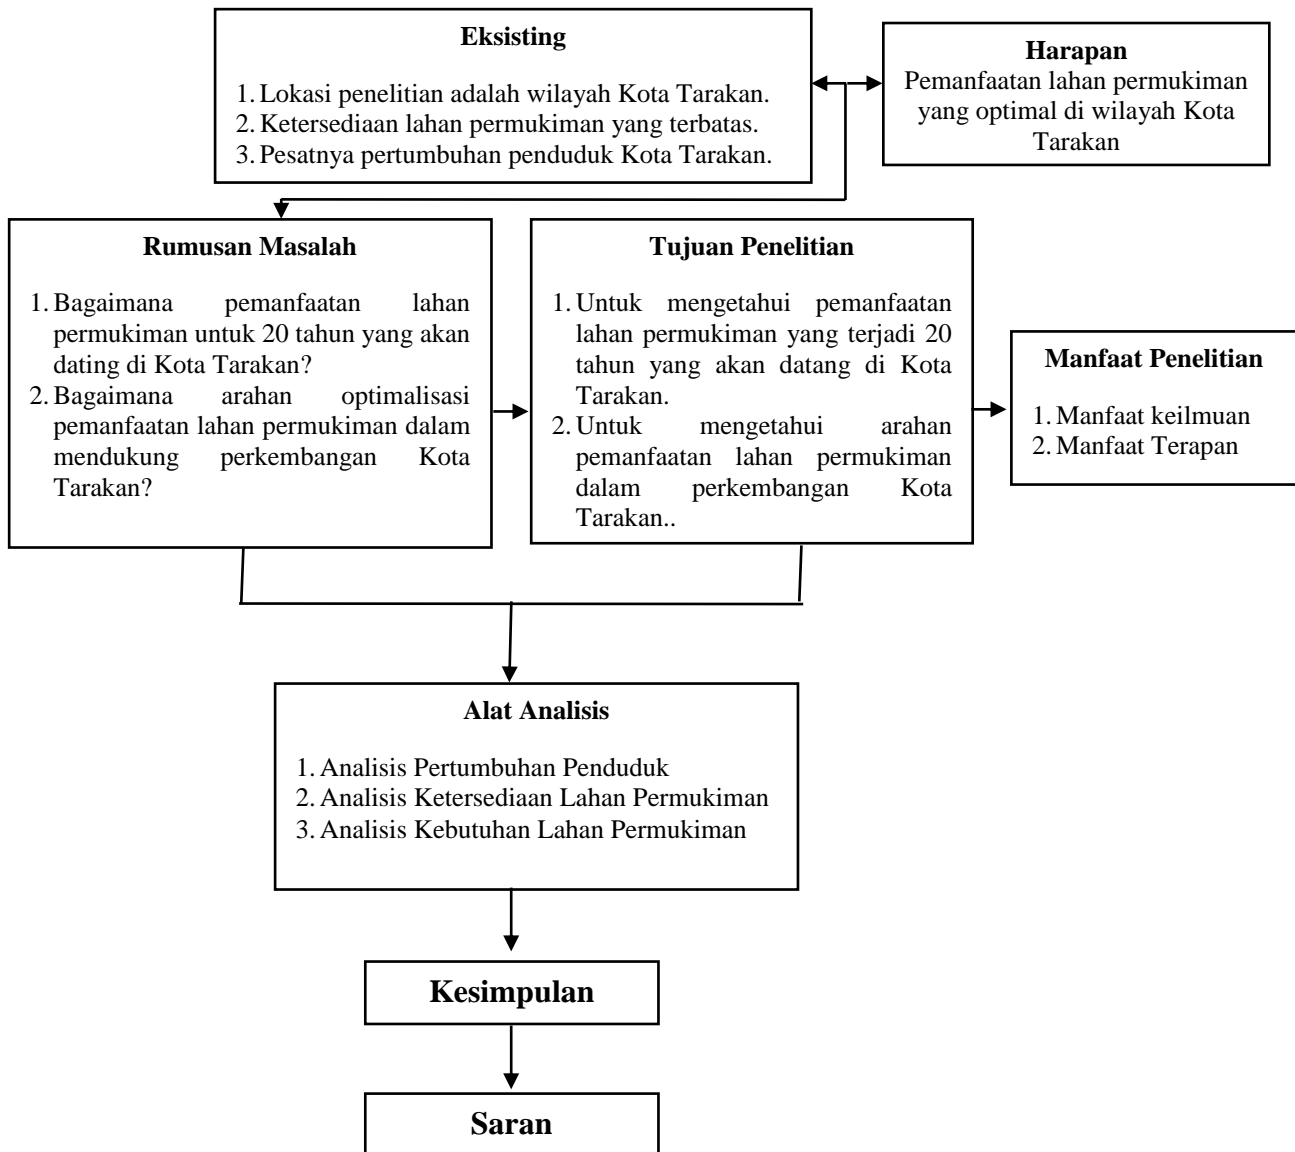 Eksisting
1. Lokasi penelitian adalah wilayah Kota Tarakan.
2. Ketersediaan lahan permukiman yang terbatas.
3. Pesatnya pertumbuhan penduduk Kota Tarakan.
Harapan
Pemanfaatan lahan permukiman
yang optimal di wilayah Kota
Tarakan
Rumusan Masalah
1. Bagaimana pemanfaatan lahan
permukiman untuk 20 tahun yang akan
dating di Kota Tarakan?
2. Bagaimana arahan optimalisasi
pemanfaatan lahan permukiman dalam
mendukung perkembangan Kota
Tarakan?
Tujuan Penelitian
1. Untuk mengetahui pemanfaatan
lahan permukiman yang terjadi 20
tahun yang akan datang di Kota
Tarakan.
2. Untuk mengetahui arahan
pemanfaatan lahan permukiman
dalam perkembangan Kota
Tarakan..
Manfaat Penelitian
1. Manfaat keilmuan
2. Manfaat Terapan
Alat Analisis
1. Analisis Pertumbuhan Penduduk
2. Analisis Ketersediaan Lahan Permukiman
3. Analisis Kebutuhan Lahan Permukiman
Kesimpulan
Saran